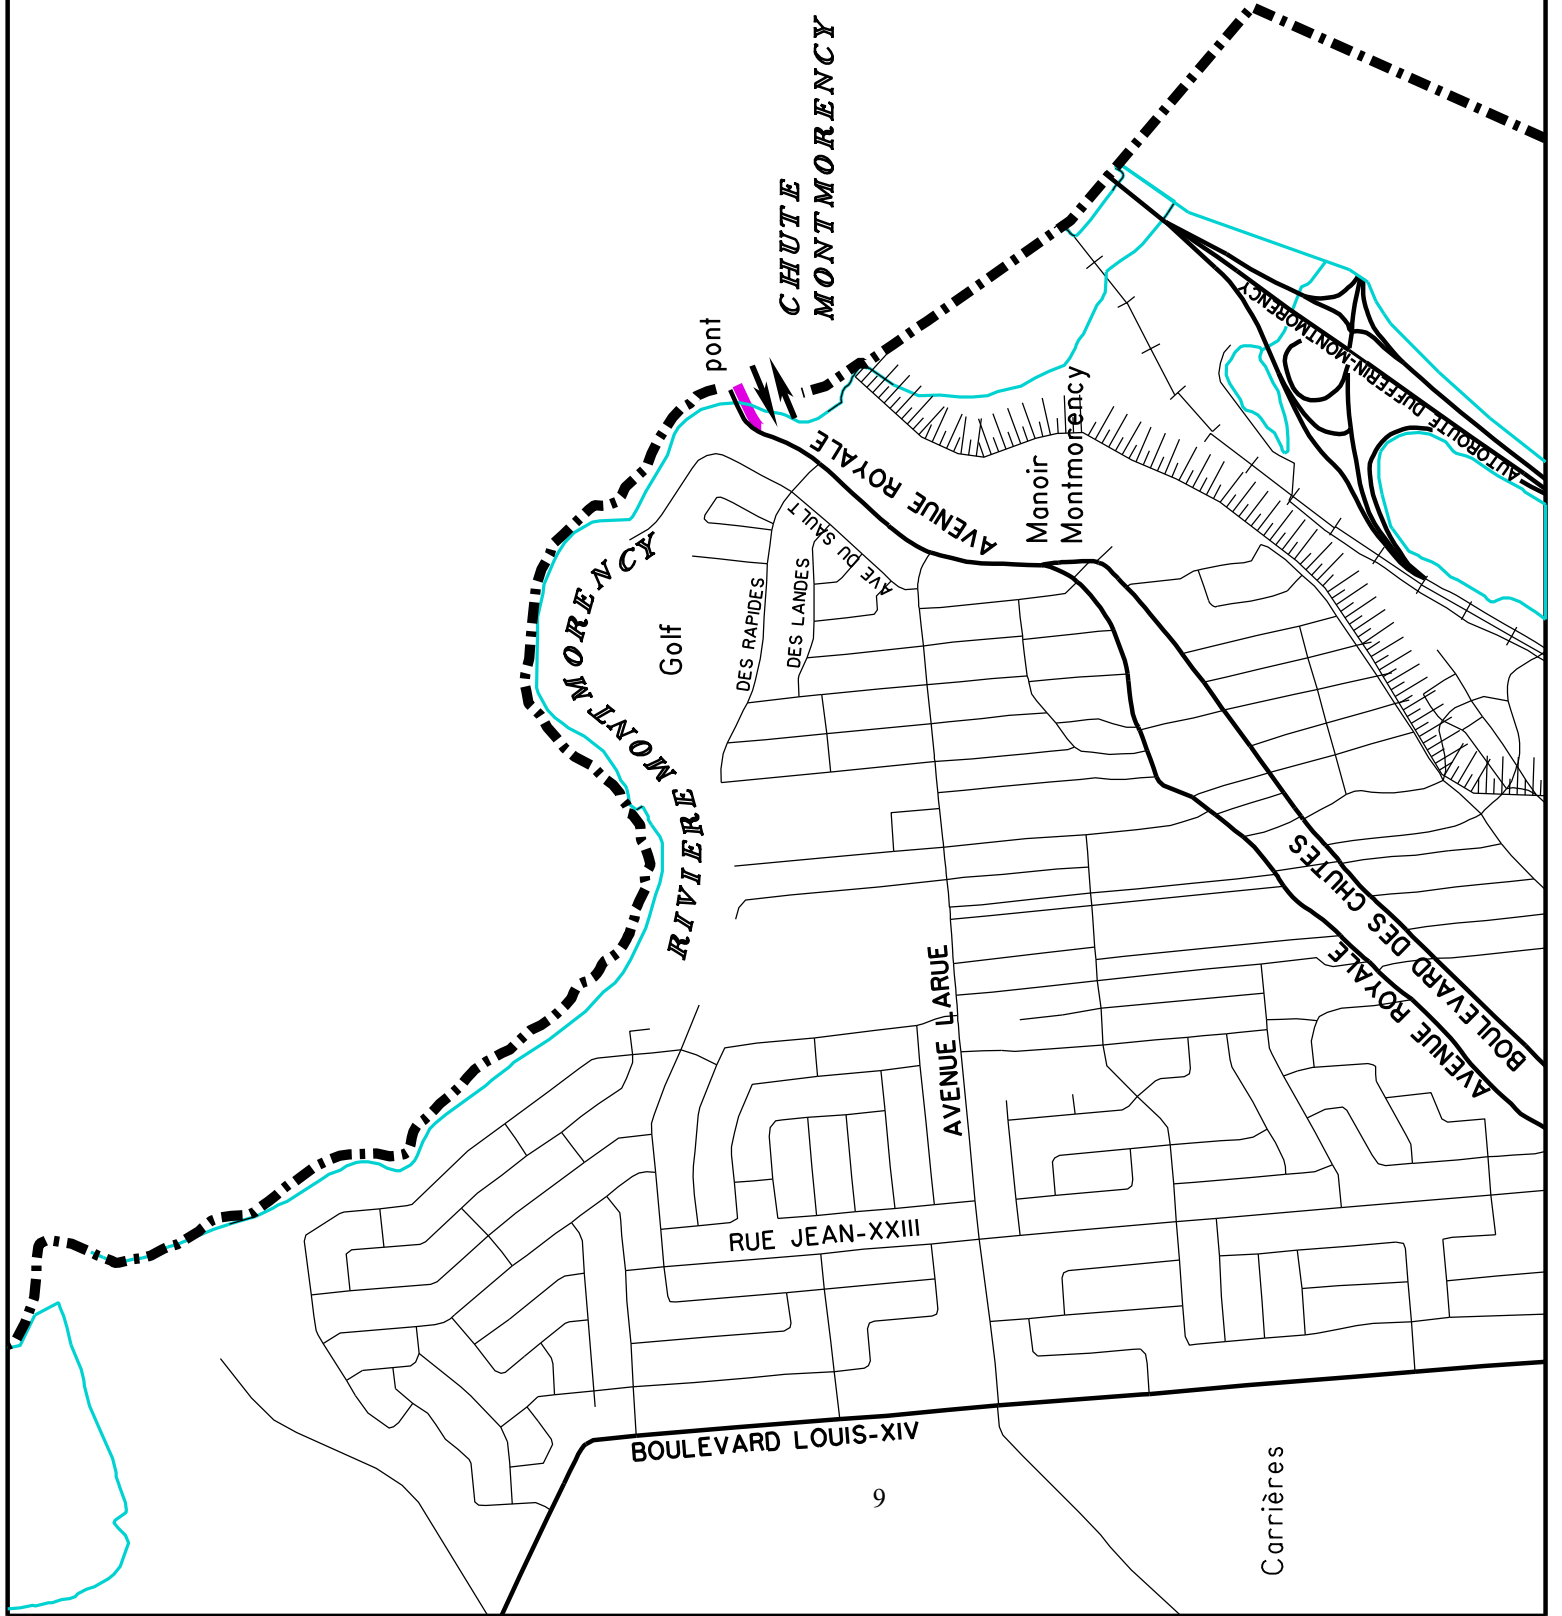 CHUTE
MONTMORENCY
pont
AVENUE ROYALE
Manoir
Montmorency
AUTOROUTE DUFFERIN-MONTMORENCY
RIVIERE MONTMORENCY
Golf
DES RAPIDES
DES LANDES
AVE DU SAULT
AVENUE LARUE
BOULEVARD DES CHUTES
AVENUE ROYALE
RUE JEAN-XXIII
BOULEVARD LOUIS-XIV
9
Carrières